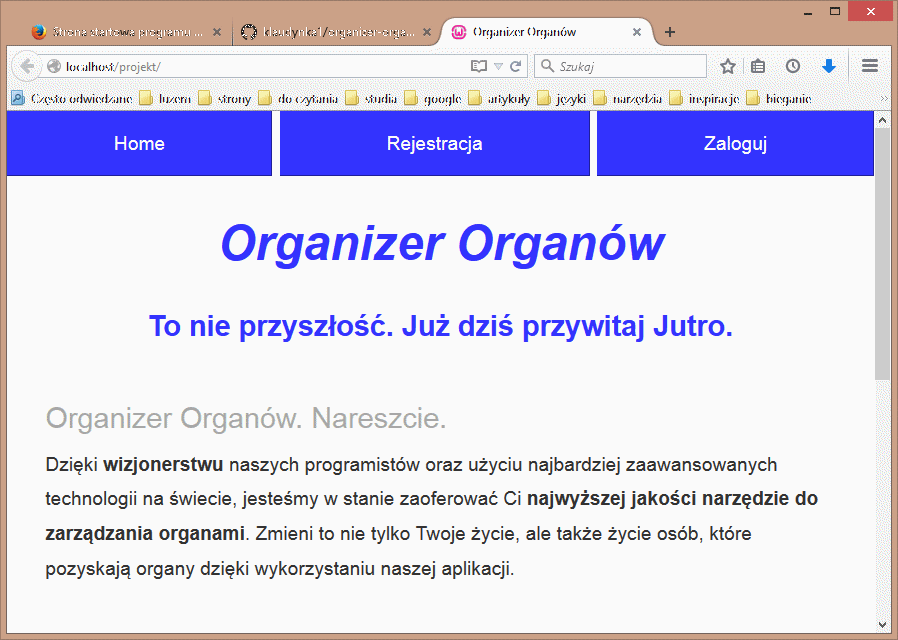 Strona startowa programu ...
klaudynka1/organizer-orga...
Organizer Organów
localhost/projekt/
Szukaj
Często odwiedzane luzem strony do czytania studia google artykuły języki narzędzia inspiracje bieganie
Home Rejestracja Zaloguj
Organizer Organów
To nie przyszłość. Już dziś przywitaj Jutro.
Organizer Organów. Nareszcie.
Dzięki wizjonerstwu naszych programistów oraz użyciu najbardziej zaawansowanych
technologii na świecie, jesteśmy w stanie zaoferować Ci najwyższej jakości narzędzie do
zarządzania organami. Zmieni to nie tylko Twoje życie, ale także życie osób, które
pozyskają organy dzięki wykorzystaniu naszej aplikacji.